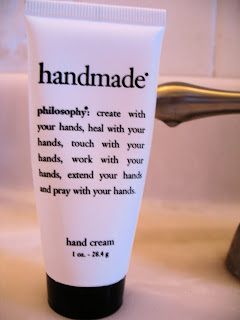 handmade*
philosophy*: create with
your hands, heal with your
hands, touch with your
hands, work with your
hands, extend your hands
and pray with your hands.
hand cream
1 oz. - 28.4 g